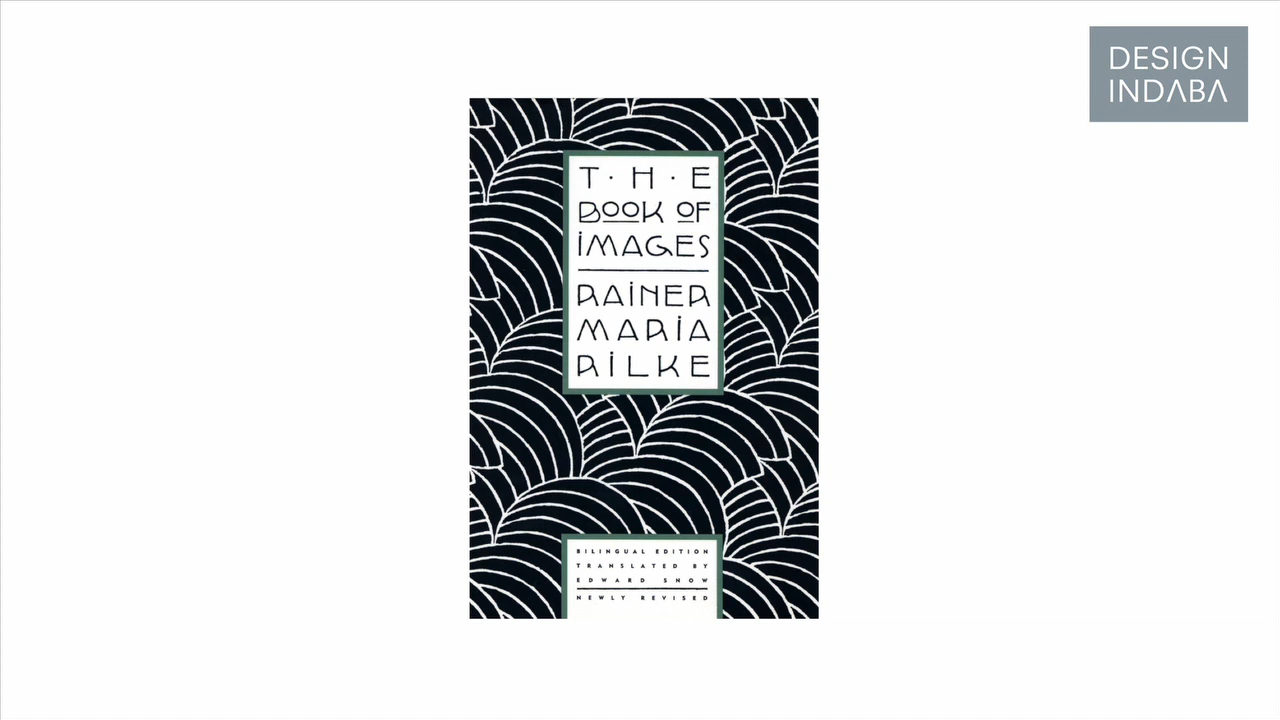 DESIGN
INDABA
T·H·E
BOOK OF
iMAGES
RAiNER
MARiA
RiLKE
BILINGUAL EDITION
TRANSLATED BY
EDWARD SNOW
NEWLY REVISED